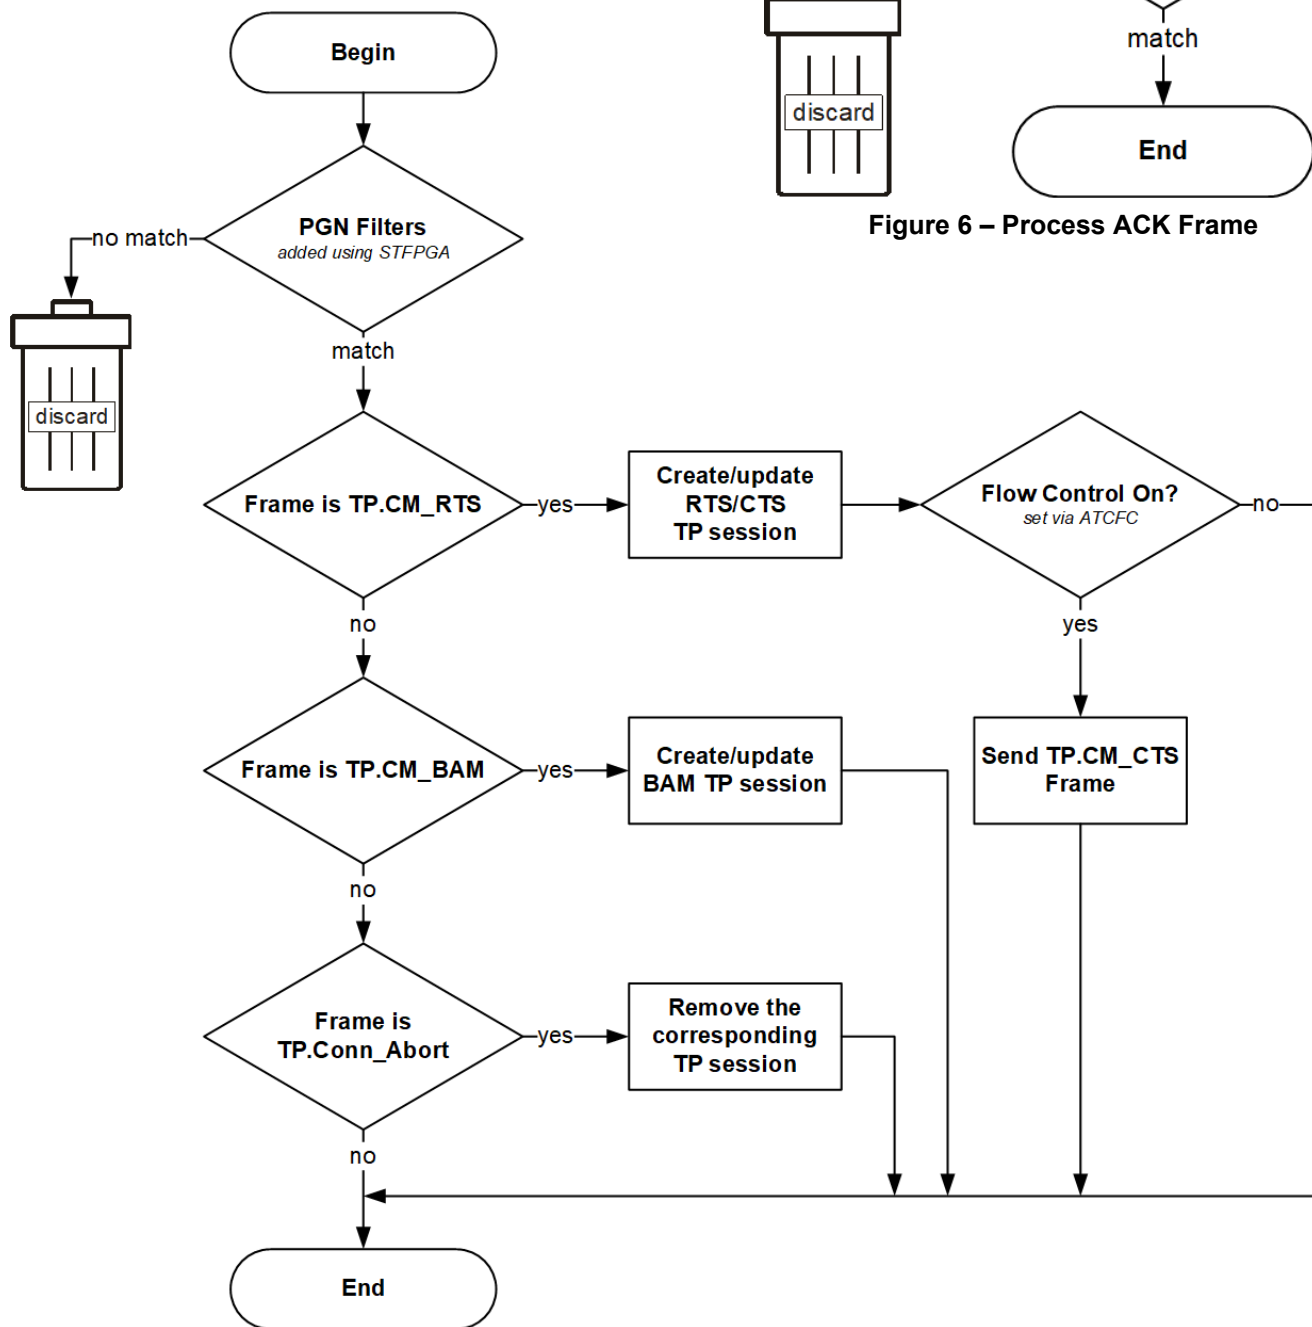 Begin
PGN Filters
added using STFPGA
no match
discard
match
Frame is TP.CM_RTS
yes
Create/update
RTS/CTS
TP session
Flow Control On?
set via ATCFC
no
yes
no
Frame is TP.CM_BAM
yes
Create/update
BAM TP session
Send TP.CM_CTS
Frame
no
Frame is
TP.Conn_Abort
yes
Remove the
corresponding
TP session
no
End
discard
match
End
Figure 6 – Process ACK Frame